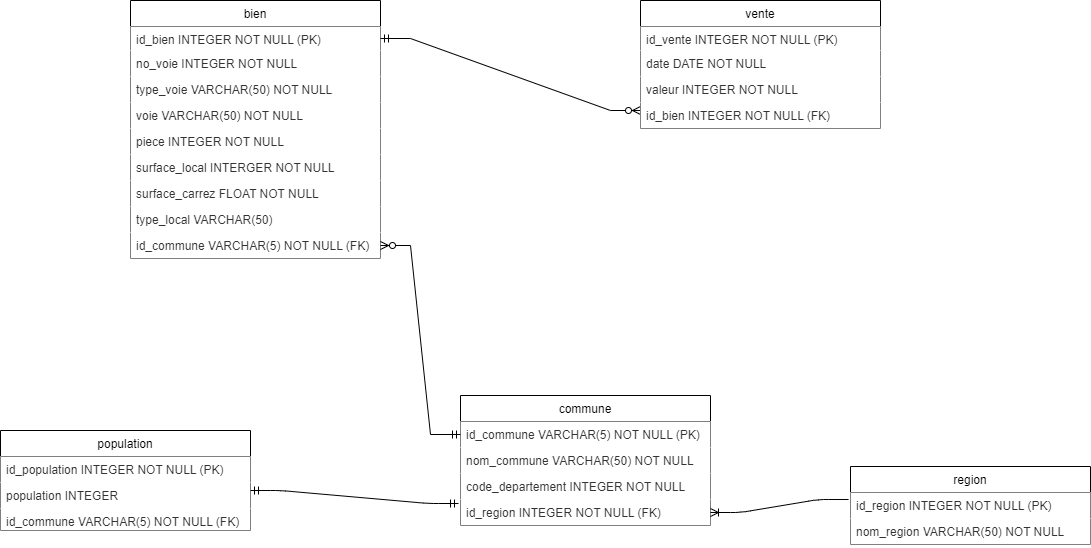 bien
id_bien INTEGER NOT NULL (PK)
no_voie INTEGER NOT NULL
type_voie VARCHAR(50) NOT NULL
voie VARCHAR(50) NOT NULL
piece INTEGER NOT NULL
surface_local INTERGER NOT NULL
surface_carrez FLOAT NOT NULL
type_local VARCHAR(50)
id_commune VARCHAR(5) NOT NULL (FK)
vente
id_vente INTEGER NOT NULL (PK)
date DATE NOT NULL
valeur INTEGER NOT NULL
id_bien INTEGER NOT NULL (FK)
commune
id_commune VARCHAR(5) NOT NULL (PK)
nom_commune VARCHAR(50) NOT NULL
code_departement INTEGER NOT NULL
id_region INTEGER NOT NULL (FK)
population
id_population INTEGER NOT NULL (PK)
population INTEGER
id_commune VARCHAR(5) NOT NULL (FK)
region
id_region INTEGER NOT NULL (PK)
nom_region VARCHAR(50) NOT NULL